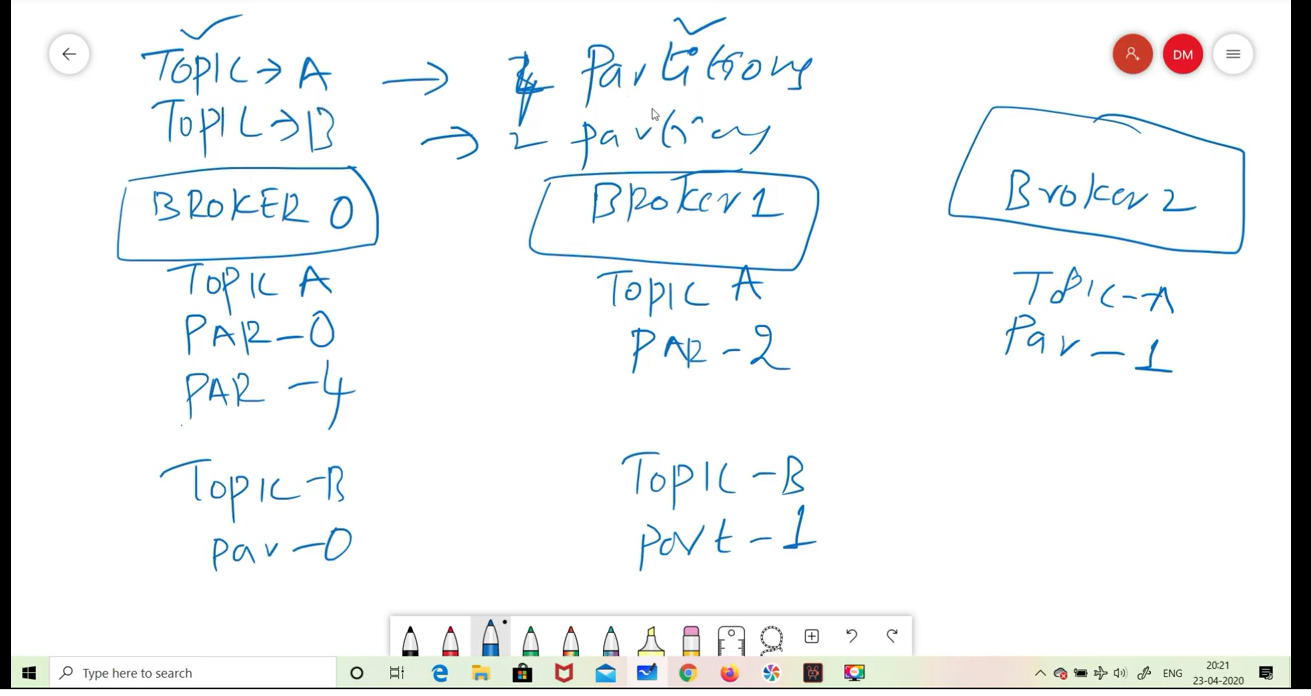 TOPIC → A → 4 Partitions
TOPIC → B → 2 partitions
BROKER 0
BROKER 1
Broker 2
TOPIC A
PAR-0
PAR-4
TOPIC A
PAR-2
TOPIC-A
Par-1
TOPIC-B
par-0
TOPIC-B
part-1
DM
Type here to search
ENG
20:21
23-04-2020